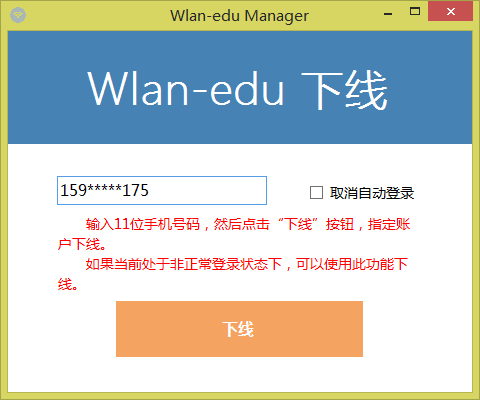 Wlan-edu Manager
Wlan-edu 下线
159*****175
取消自动登录
输入11位手机号码，然后点击“下线”按钮，指定账
户下线。
如果当前处于非正常登录状态下，可以使用此功能下
线。
下线